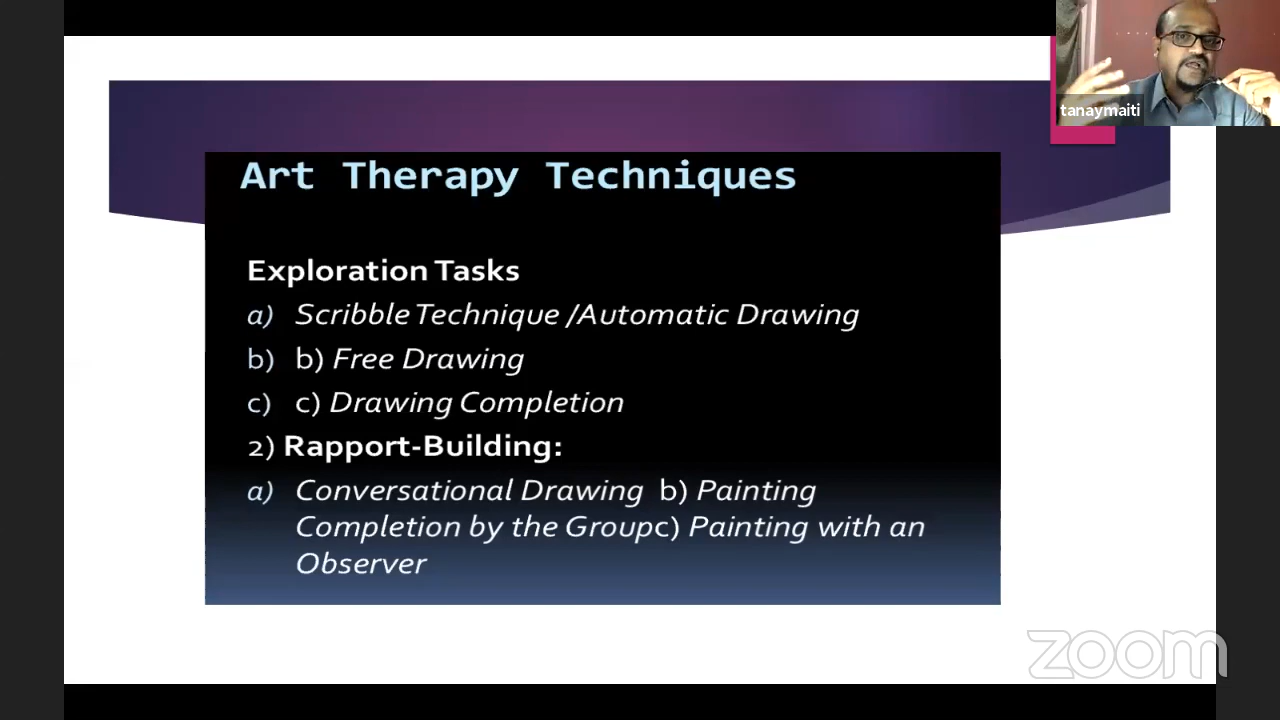 tanaymaiti
Art Therapy Techniques
Exploration Tasks
a) Scribble Technique /Automatic Drawing
b) b) Free Drawing
c) c) Drawing Completion
2) Rapport-Building:
a) Conversational Drawing b) Painting
Completion by the Groupc) Painting with an
Observer
zoom